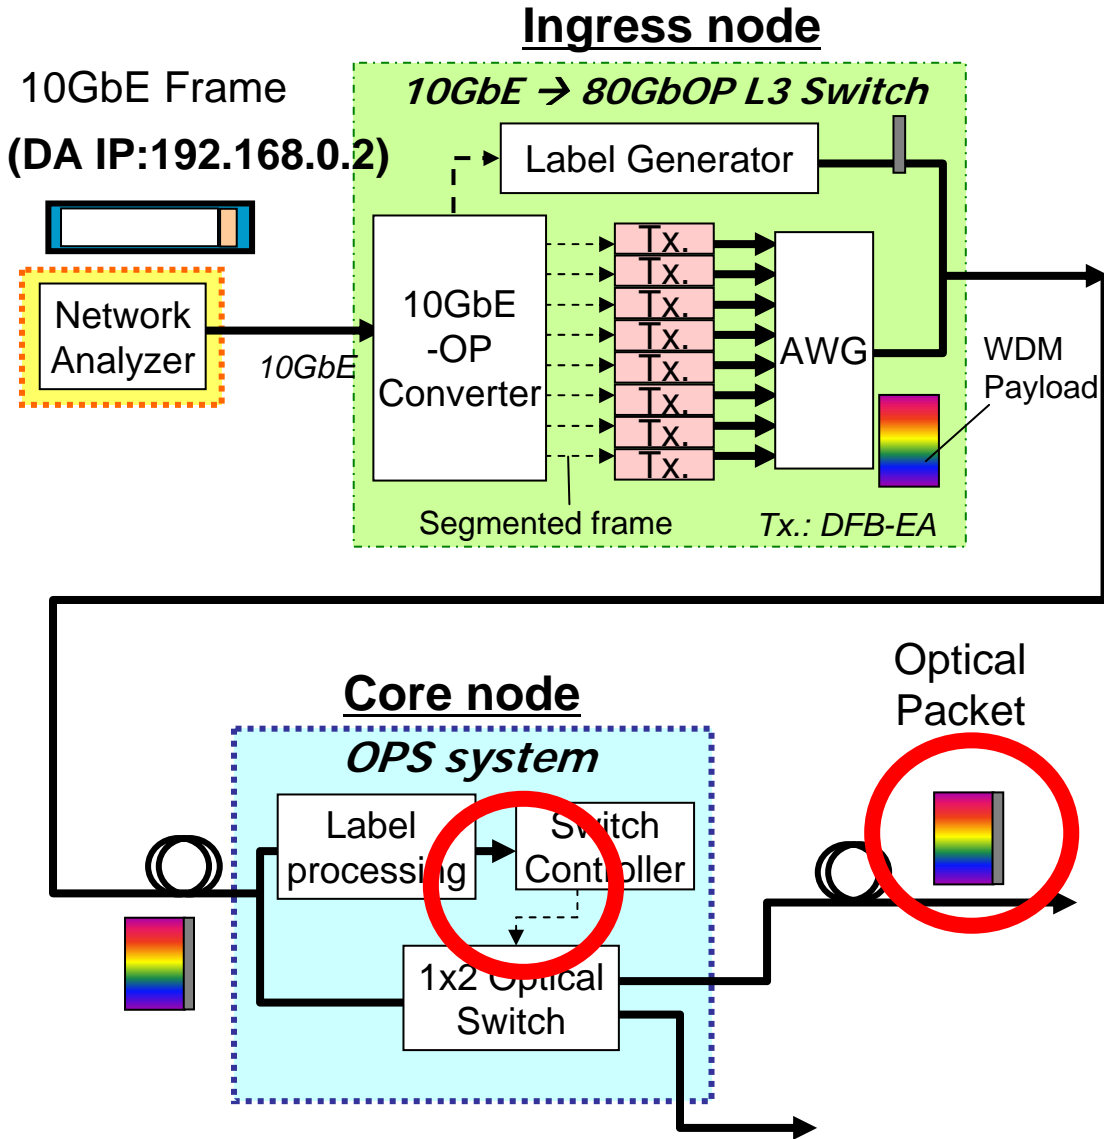 Ingress node
10GbE Frame
(DA IP:192.168.0.2)
10GbE → 80GbOP L3 Switch
Label Generator
Network
Analyzer
10GbE
10GbE
-OP
Converter
Tx.
Tx.
Tx.
Tx.
Tx.
Tx.
Tx.
Tx.
AWG
WDM
Payload
Segmented frame
Tx.: DFB-EA
Optical
Packet
Core node
OPS system
Label
processing
Switch
Controller
1x2 Optical
Switch